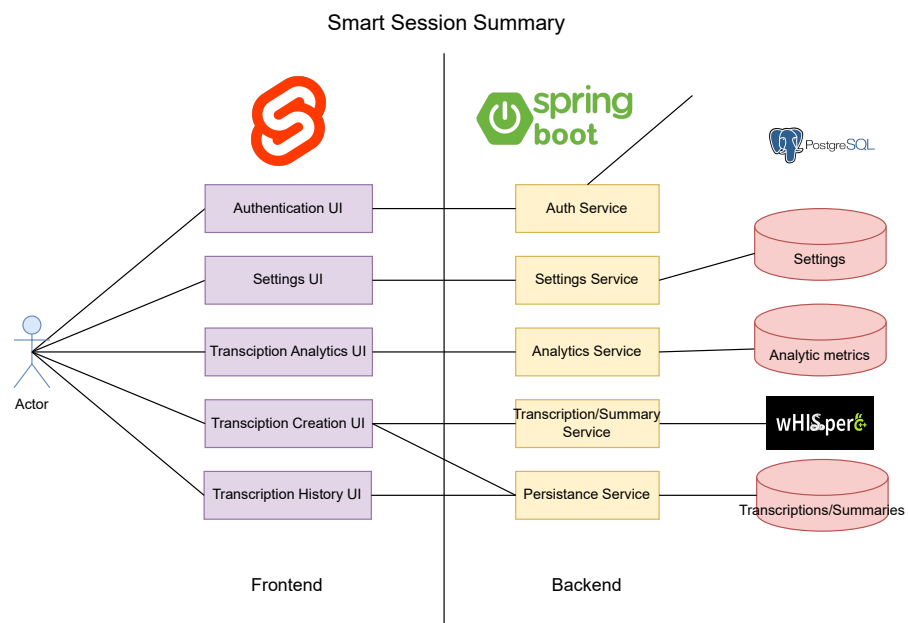 Smart Session Summary
spring
boot
PostgreSQL
Authentication UI
Auth Service
Settings UI
Settings Service
Settings
Transciption Analytics UI
Analytics Service
Analytic metrics
Actor
Transciption Creation UI
Transcription/Summary
Service
wHISper
Transcription History UI
Persistance Service
Transcriptions/Summaries
Frontend
Backend